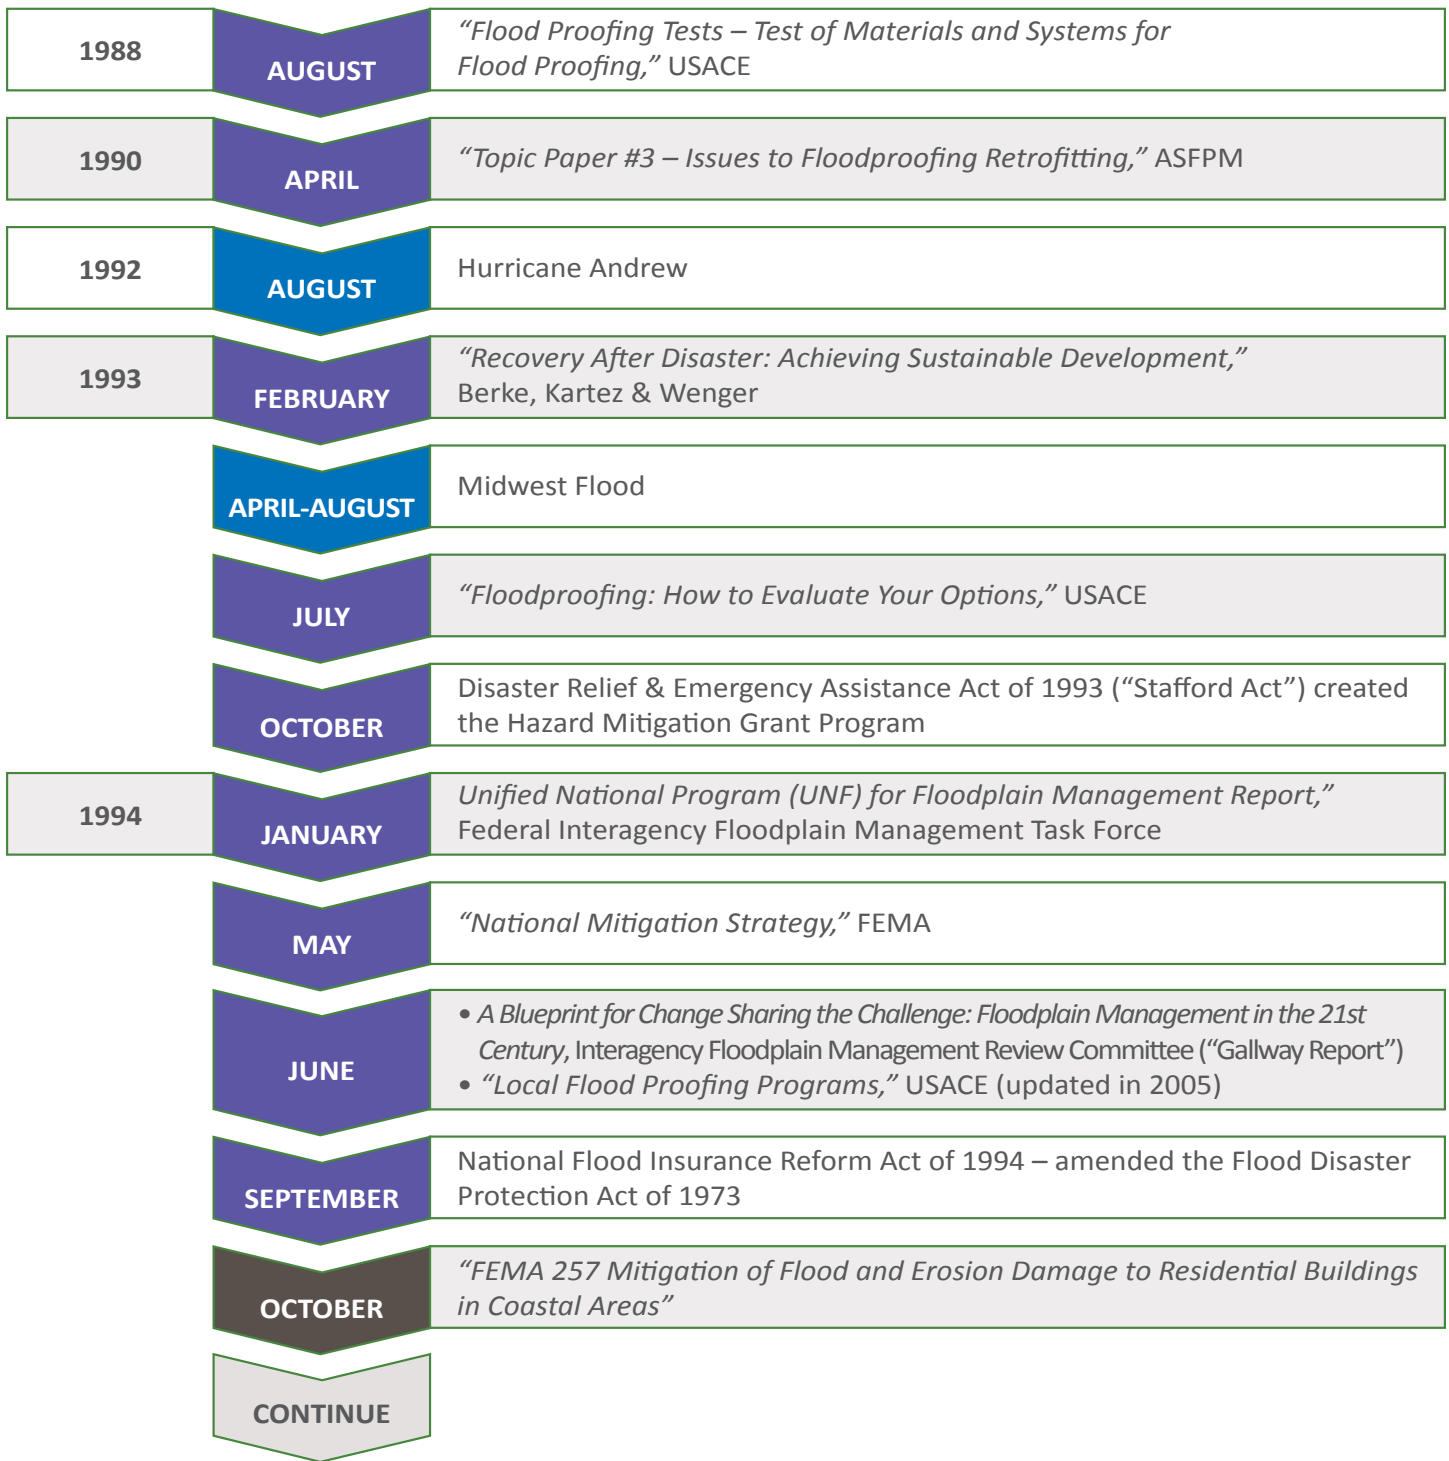 1988
AUGUST
“Flood Proofing Tests – Test of Materials and Systems for
Flood Proofing,” USACE
1990
APRIL
“Topic Paper #3 – Issues to Floodproofing Retrofitting,” ASFPM
1992
AUGUST
Hurricane Andrew
1993
FEBRUARY
“Recovery After Disaster: Achieving Sustainable Development,”
Berke, Kartez & Wenger
APRIL-AUGUST
Midwest Flood
JULY
“Floodproofing: How to Evaluate Your Options,” USACE
OCTOBER
Disaster Relief & Emergency Assistance Act of 1993 (“Stafford Act”) created
the Hazard Mitigation Grant Program
1994
JANUARY
Unified National Program (UNF) for Floodplain Management Report,”
Federal Interagency Floodplain Management Task Force
MAY
“National Mitigation Strategy,” FEMA
JUNE
• A Blueprint for Change Sharing the Challenge: Floodplain Management in the 21st
Century, Interagency Floodplain Management Review Committee (“Gallway Report”)
• “Local Flood Proofing Programs,” USACE (updated in 2005)
SEPTEMBER
National Flood Insurance Reform Act of 1994 – amended the Flood Disaster
Protection Act of 1973
OCTOBER
“FEMA 257 Mitigation of Flood and Erosion Damage to Residential Buildings
in Coastal Areas”
CONTINUE